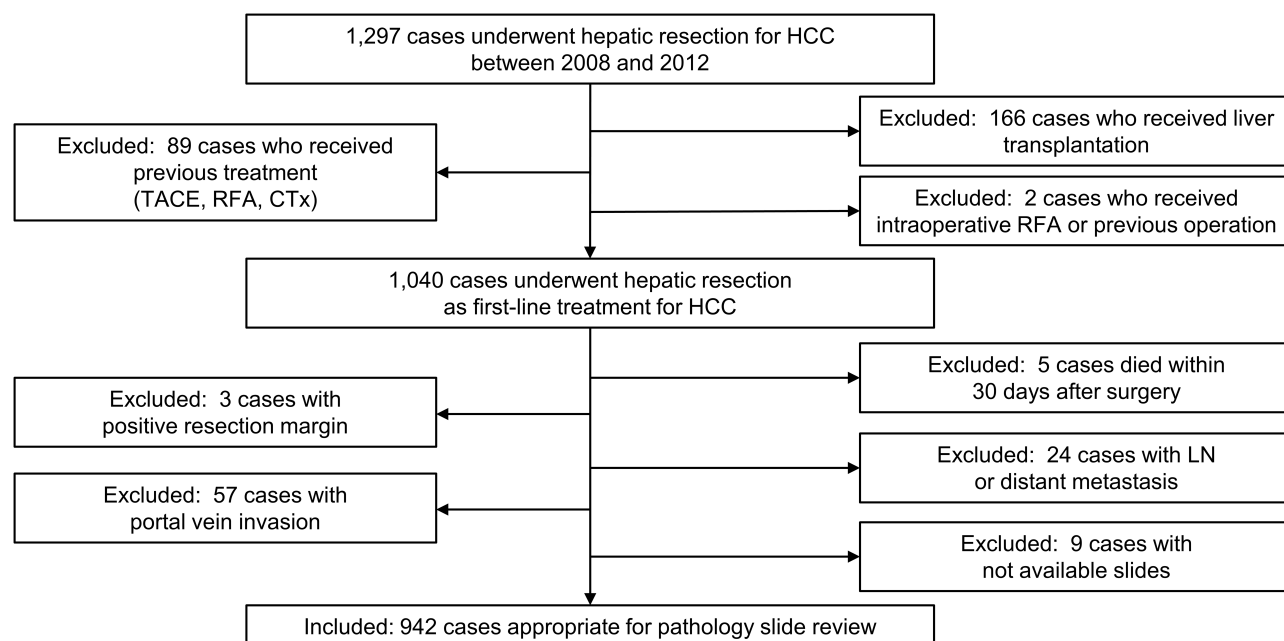 1,297 cases underwent hepatic resection for HCC
between 2008 and 2012
Excluded: 166 cases who received liver
transplantation
Excluded: 89 cases who received
previous treatment
(TACE, RFA, CTx)
Excluded: 2 cases who received
intraoperative RFA or previous operation
1,040 cases underwent hepatic resection
as first-line treatment for HCC
Excluded: 5 cases died within
30 days after surgery
Excluded: 3 cases with
positive resection margin
Excluded: 24 cases with LN
or distant metastasis
Excluded: 57 cases with
portal vein invasion
Excluded: 9 cases with
not available slides
Included: 942 cases appropriate for pathology slide review